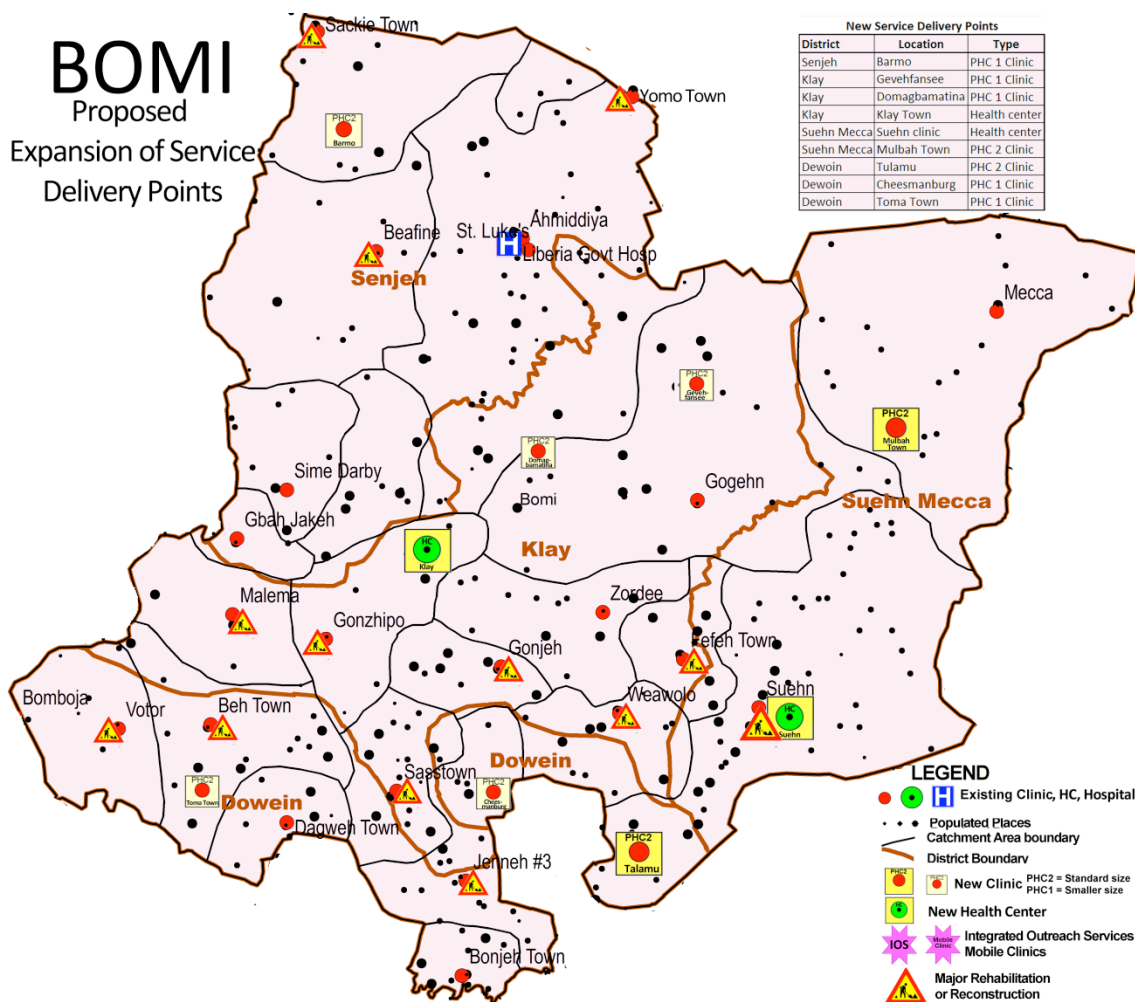 BOMI
Proposed
Expansion of Service
Delivery Points
New Service Delivery Points
District Location Type
Senjeh Barmo PHC 1 Clinic
Klay Gevehfansee PHC 1 Clinic
Klay Domagbamatina PHC 1 Clinic
Klay Klay Town Health center
Suehn Mecca Suehn clinic Health center
Suehn Mecca Mulbah Town PHC 2 Clinic
Dewoin Tulamu PHC 2 Clinic
Dewoin Cheesmanburg PHC 1 Clinic
Dewoin Toma Town PHC 1 Clinic
Sackie Town
Yomo Town
PHC2
Barmo
Beafine
Senjeh
St. Luke's
Ahmiddiya
H
Liberia Govt Hosp
Mecca
PHC2
Geveh-
fansee
PHC2
Mulbah
Town
PHC2
Domag-
bamatina
Sime Darby
Bomi
Gogehn
Suehn Mecca
Gbah Jakeh
HC
Klay
Klay
Malema
Gonzhipo
Zordee
Gonjeh
Fefeh Town
Bomboja
Votor
Beh Town
Weawolo
Suehn
HC
Suehn
Sasstown
Dowein
PHC2
Toma Town
Dowein
PHC2
Chees-
manburg
Dagweh Town
PHC2
Talamu
Jenneh #3
Bonjeh Town
LEGEND
H Existing Clinic, HC, Hospital
Populated Places
Catchment Area boundary
District Boundary
PHC2 PHC2 New Clinic PHC2 = Standard size
PHC1 = Smaller size
HC New Health Center
IOS Mobile Clinic Integrated Outreach Services
Mobile Clinics
Major Rehabilitation
or Reconstruction